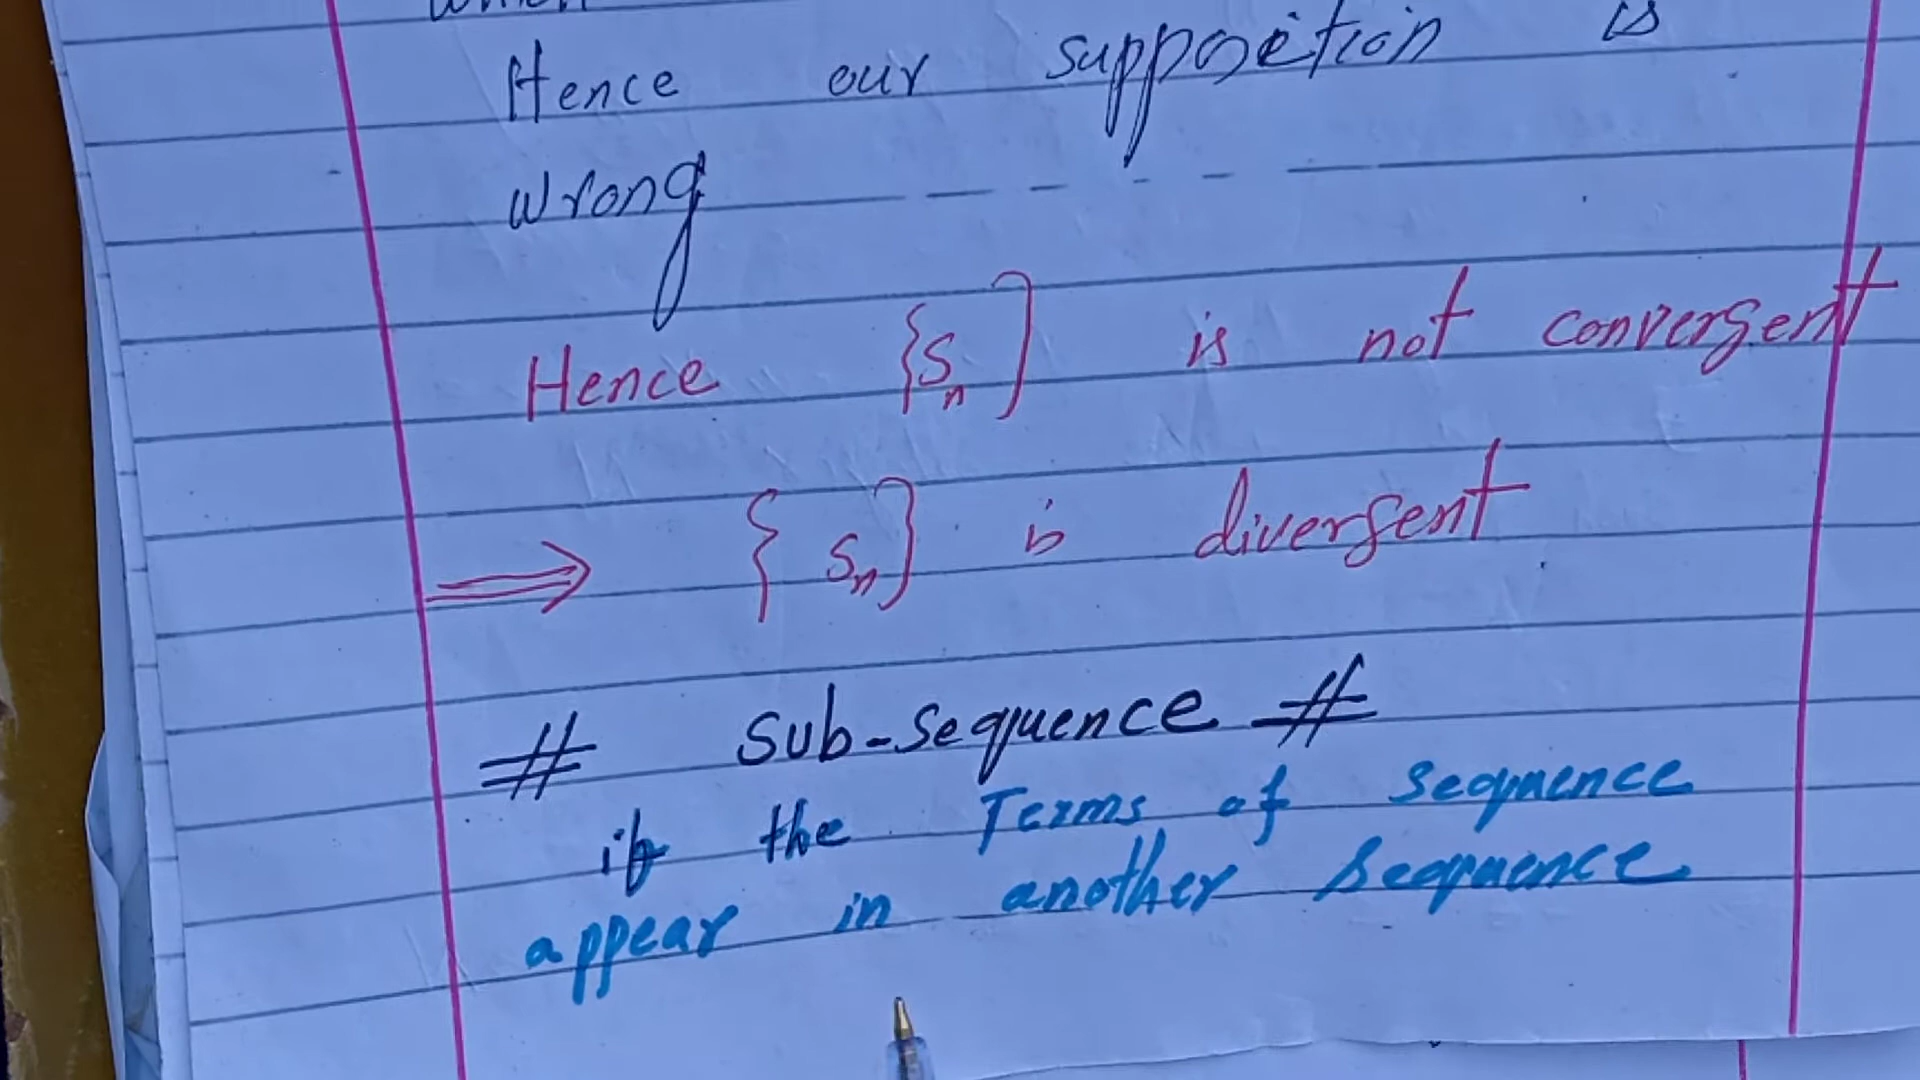 Hence our supposition is
wrong
Hence {Sn} is not convergent
⟹ {Sn} is divergent
# Sub-Sequence #
if the Terms of Sequence
appear in another Sequence